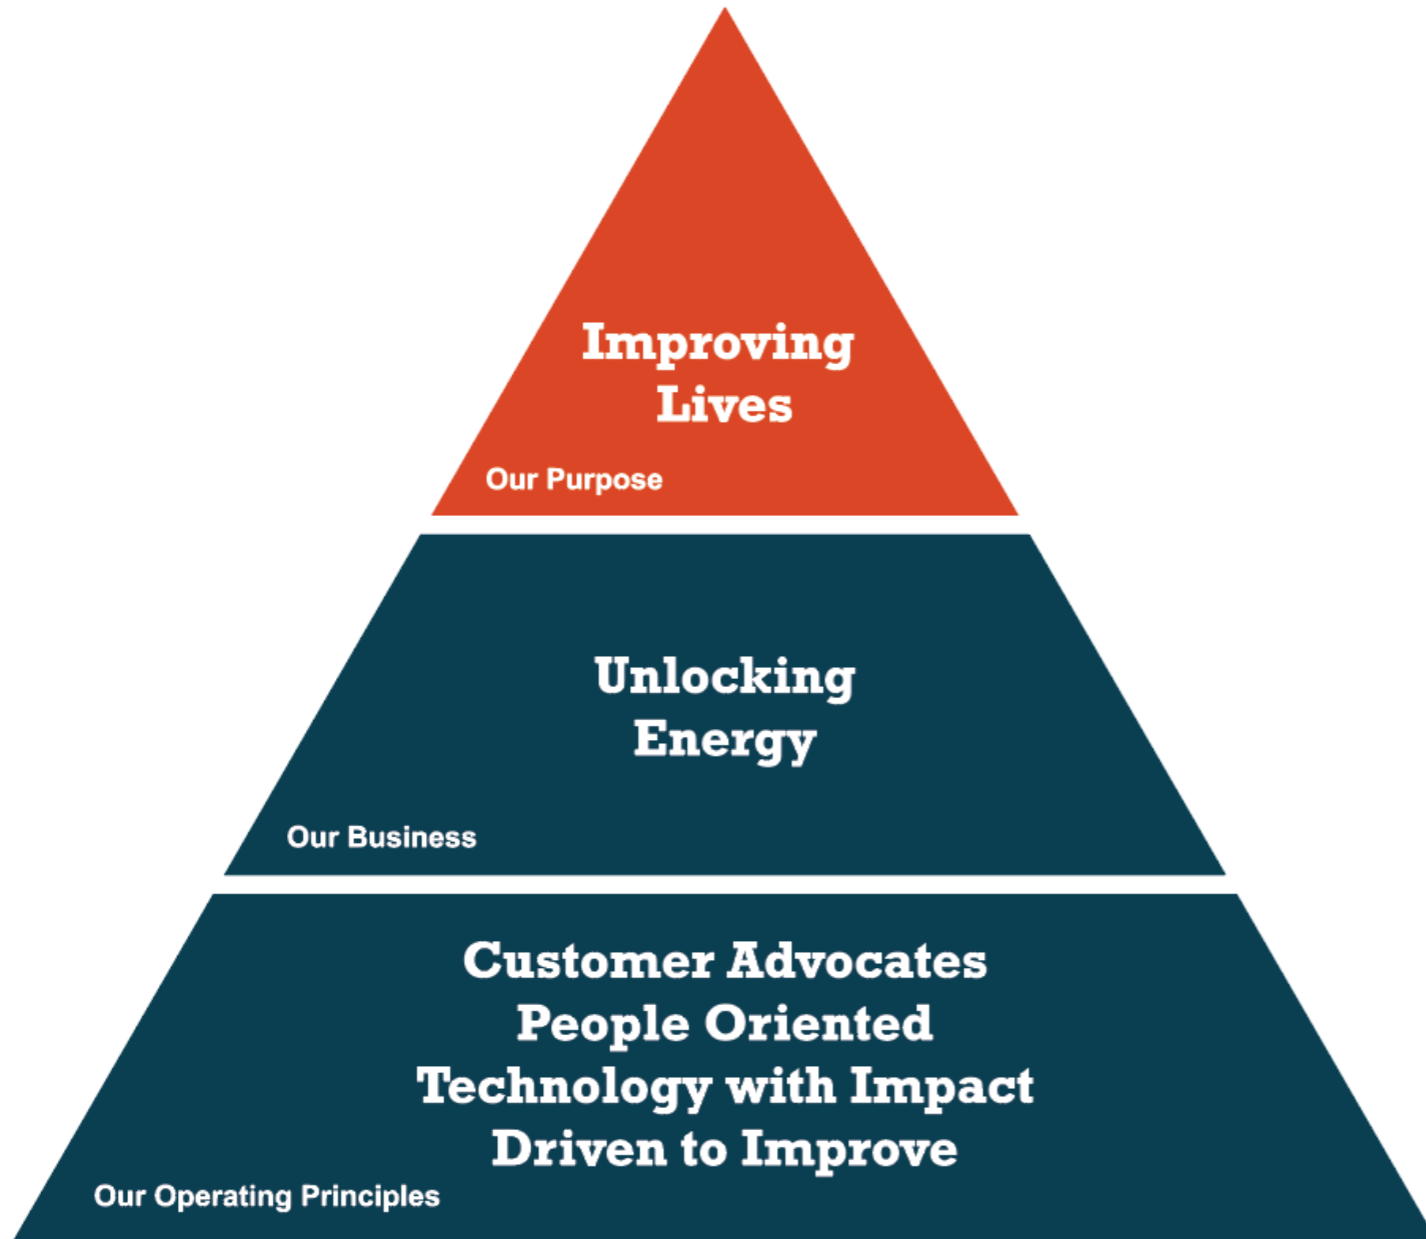 Improving
Lives
Our Purpose
Unlocking
Energy
Our Business
Customer Advocates
People Oriented
Technology with Impact
Driven to Improve
Our Operating Principles